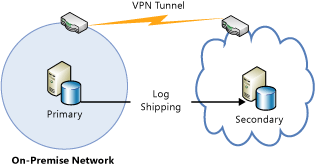 VPN Tunnel
Log
Shipping
Primary
Secondary
On-Premise Network